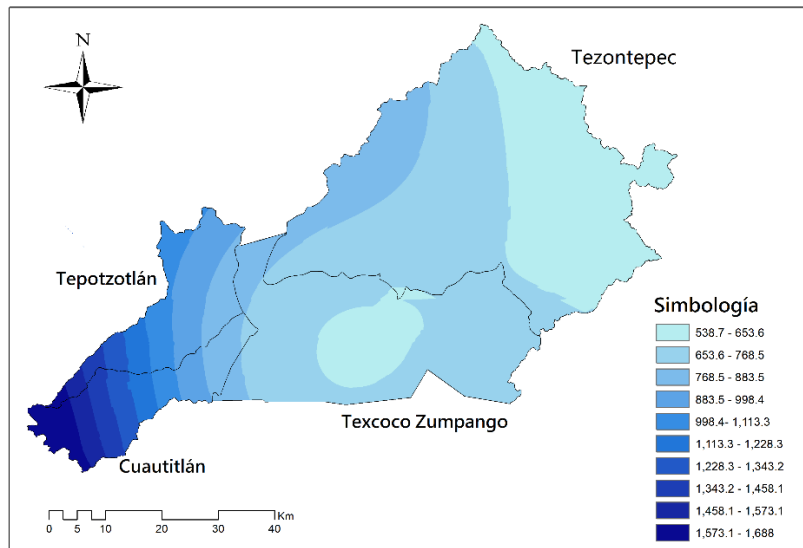 N
Tezontepec
Tepotzotlán
Simbología
538.7 - 653.6
653.6 - 768.5
768.5 - 883.5
883.5 - 998.4
998.4 - 1,113.3
1,113.3 - 1,228.3
1,228.3 - 1,343.2
1,343.2 - 1,458.1
1,458.1 - 1,573.1
1,573.1 - 1,688
Texcoco Zumpango
Cuautitlán
Km
0 5 10 20 30 40